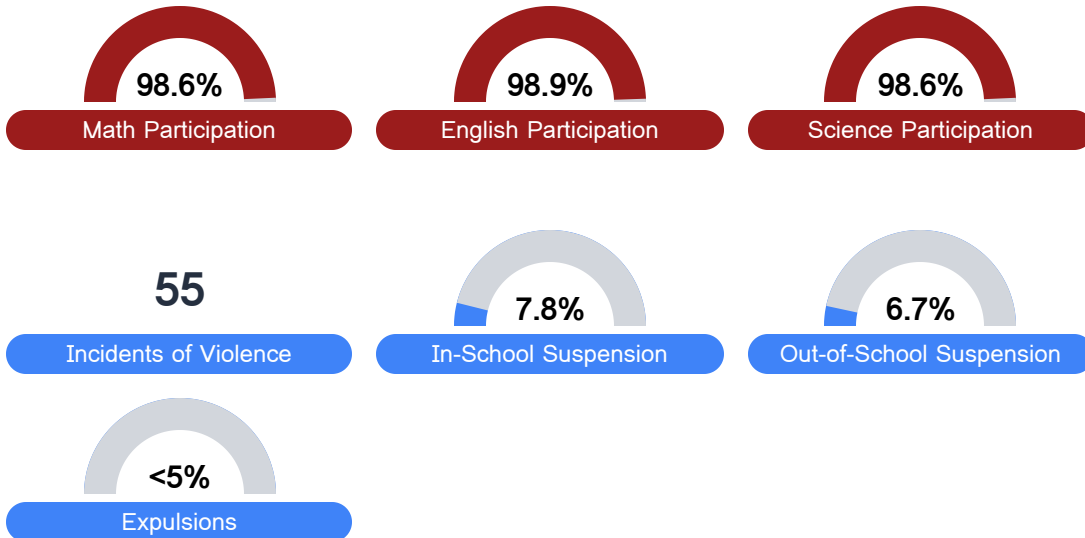 98.6%
Math Participation
98.9%
English Participation
98.6%
Science Participation
55
Incidents of Violence
7.8%
In-School Suspension
6.7%
Out-of-School Suspension
<5%
Expulsions